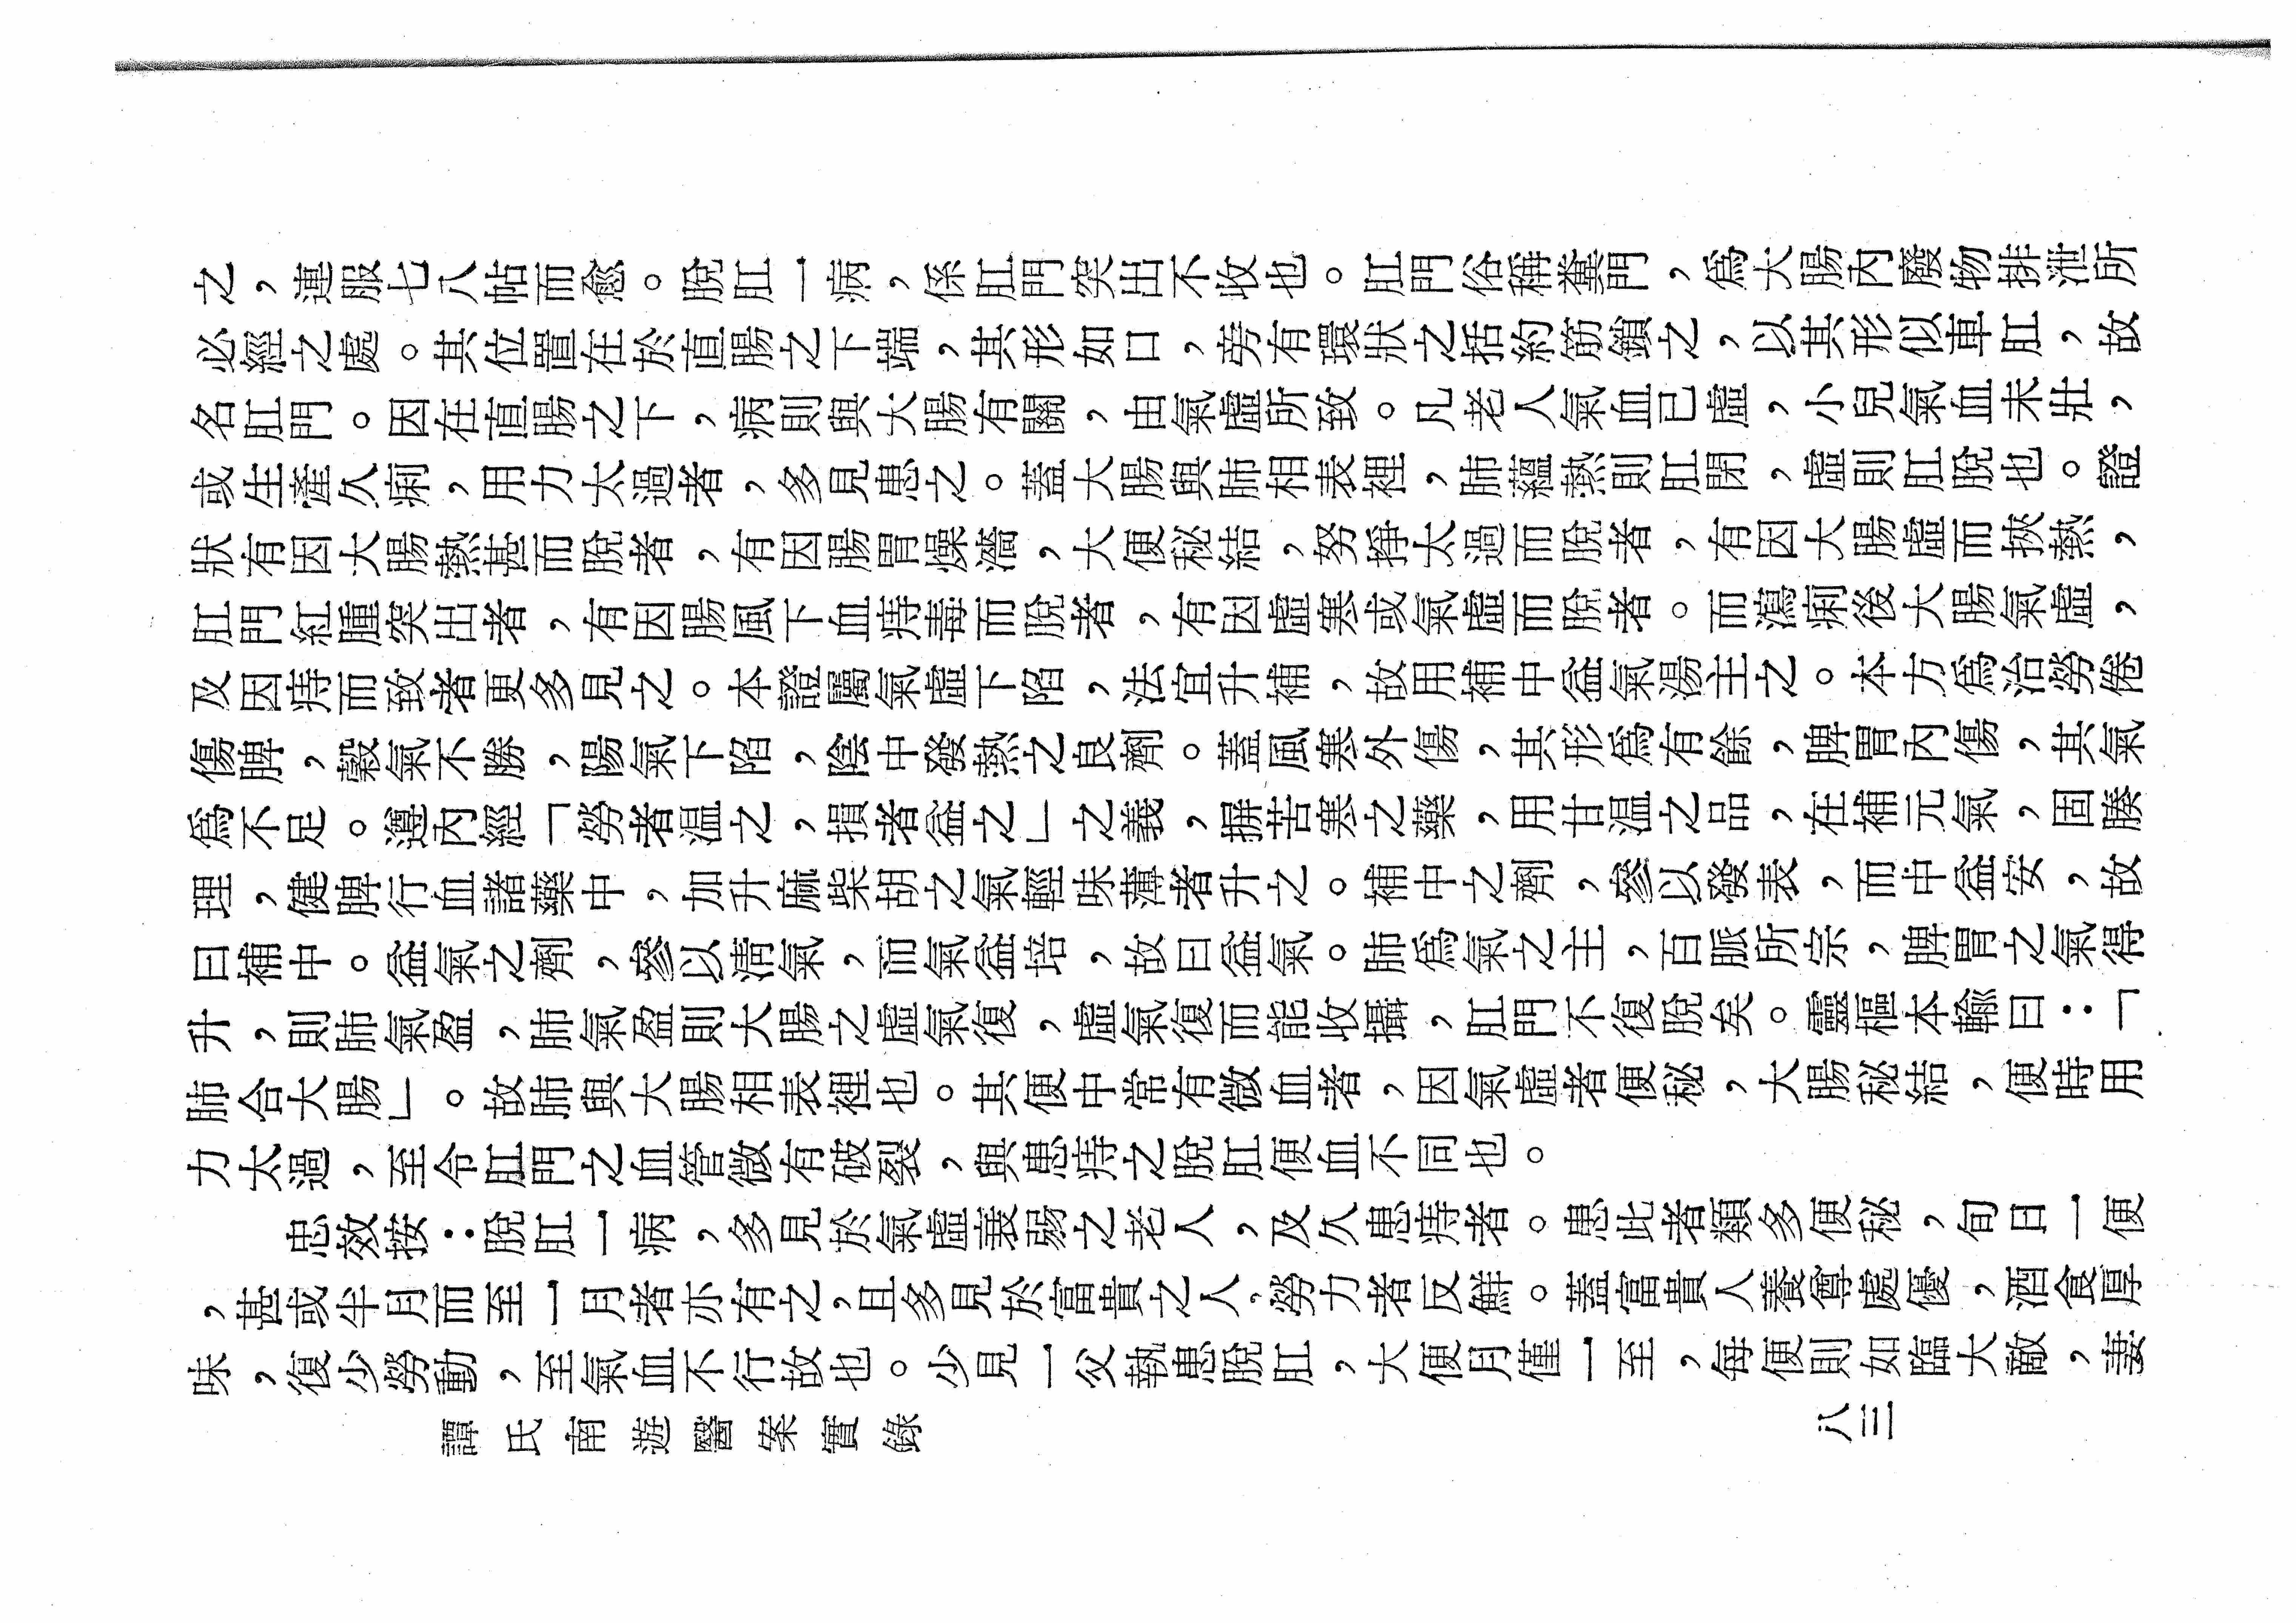 之，連服七八帖而愈。脫肛一病，係肛門突出不收也。肛門俗稱糞門，爲大腸內廢物排泄所
必經之處。其位置在於直腸之下端，其形如口，旁有環狀之括約筋鎖之，以其形似車肛，故
名肛門。因在直腸之下，病則與大腸有關，由氣虛所致。凡老人氣血已虛，小兒氣血未壯，
或生產久痢，用力太過者，多見患之。蓋大腸與肺相表裡，肺蘊熱則肛閉，虛則肛脫也。證
狀有因大腸熱甚而脫者，有因腸胃燥濇，大便秘結，努掙太過而脫者，有因大腸虛而挾熱，
肛門紅腫突出者，有因腸風下血痔毒而脫者，有因虛寒或氣虛而脫者。而瀉痢後大腸氣虛，
及因痔而致者更多見之。本證屬氣虛下陷，法宜升補，故用補中益氣湯主之。本方爲治勞倦
傷脾，穀氣不勝，陽氣下陷，陰中發熱之良劑。蓋風寒外傷，其形爲有餘，脾胃內傷，其氣
爲不足。遵內經「勞者温之，損者益之」之義，摒苦寒之藥，用甘温之品，在補元氣，固腠
理，健脾行血諸藥中，加升麻柴胡之氣輕味薄者升之。補中之劑，參以發表，而中益安，故
曰補中。益氣之劑，參以淸氣，而氣益培，故曰益氣。肺爲氣之主，百脈所宗，脾胃之氣得
升，則肺氣盈，肺氣盈則大腸之虛氣復，虛氣復而能收攝，肛門不復脫矣。靈樞本輸曰：「
肺合大腸」。故肺與大腸相表裡也。其便中常有微血者，因氣虛者便秘，大腸秘結，便時用
力太過，至令肛門之血管微有破裂，與患痔之脫肛便血不同也。
忠效按：脫肛一病，多見於氣虛衰弱之老人，及久患痔者。患此者類多便秘，旬日一便
，甚或半月而至一月者亦有之，且多見於富貴之人，勞力者反鮮。蓋富貴人養尊處優，酒食厚
味，復少勞動，至氣血不行故也。少見一父執患脫肛，大便月僅一至，每便則如臨大敵，妻
譚氏南遊醫案實錄
八三